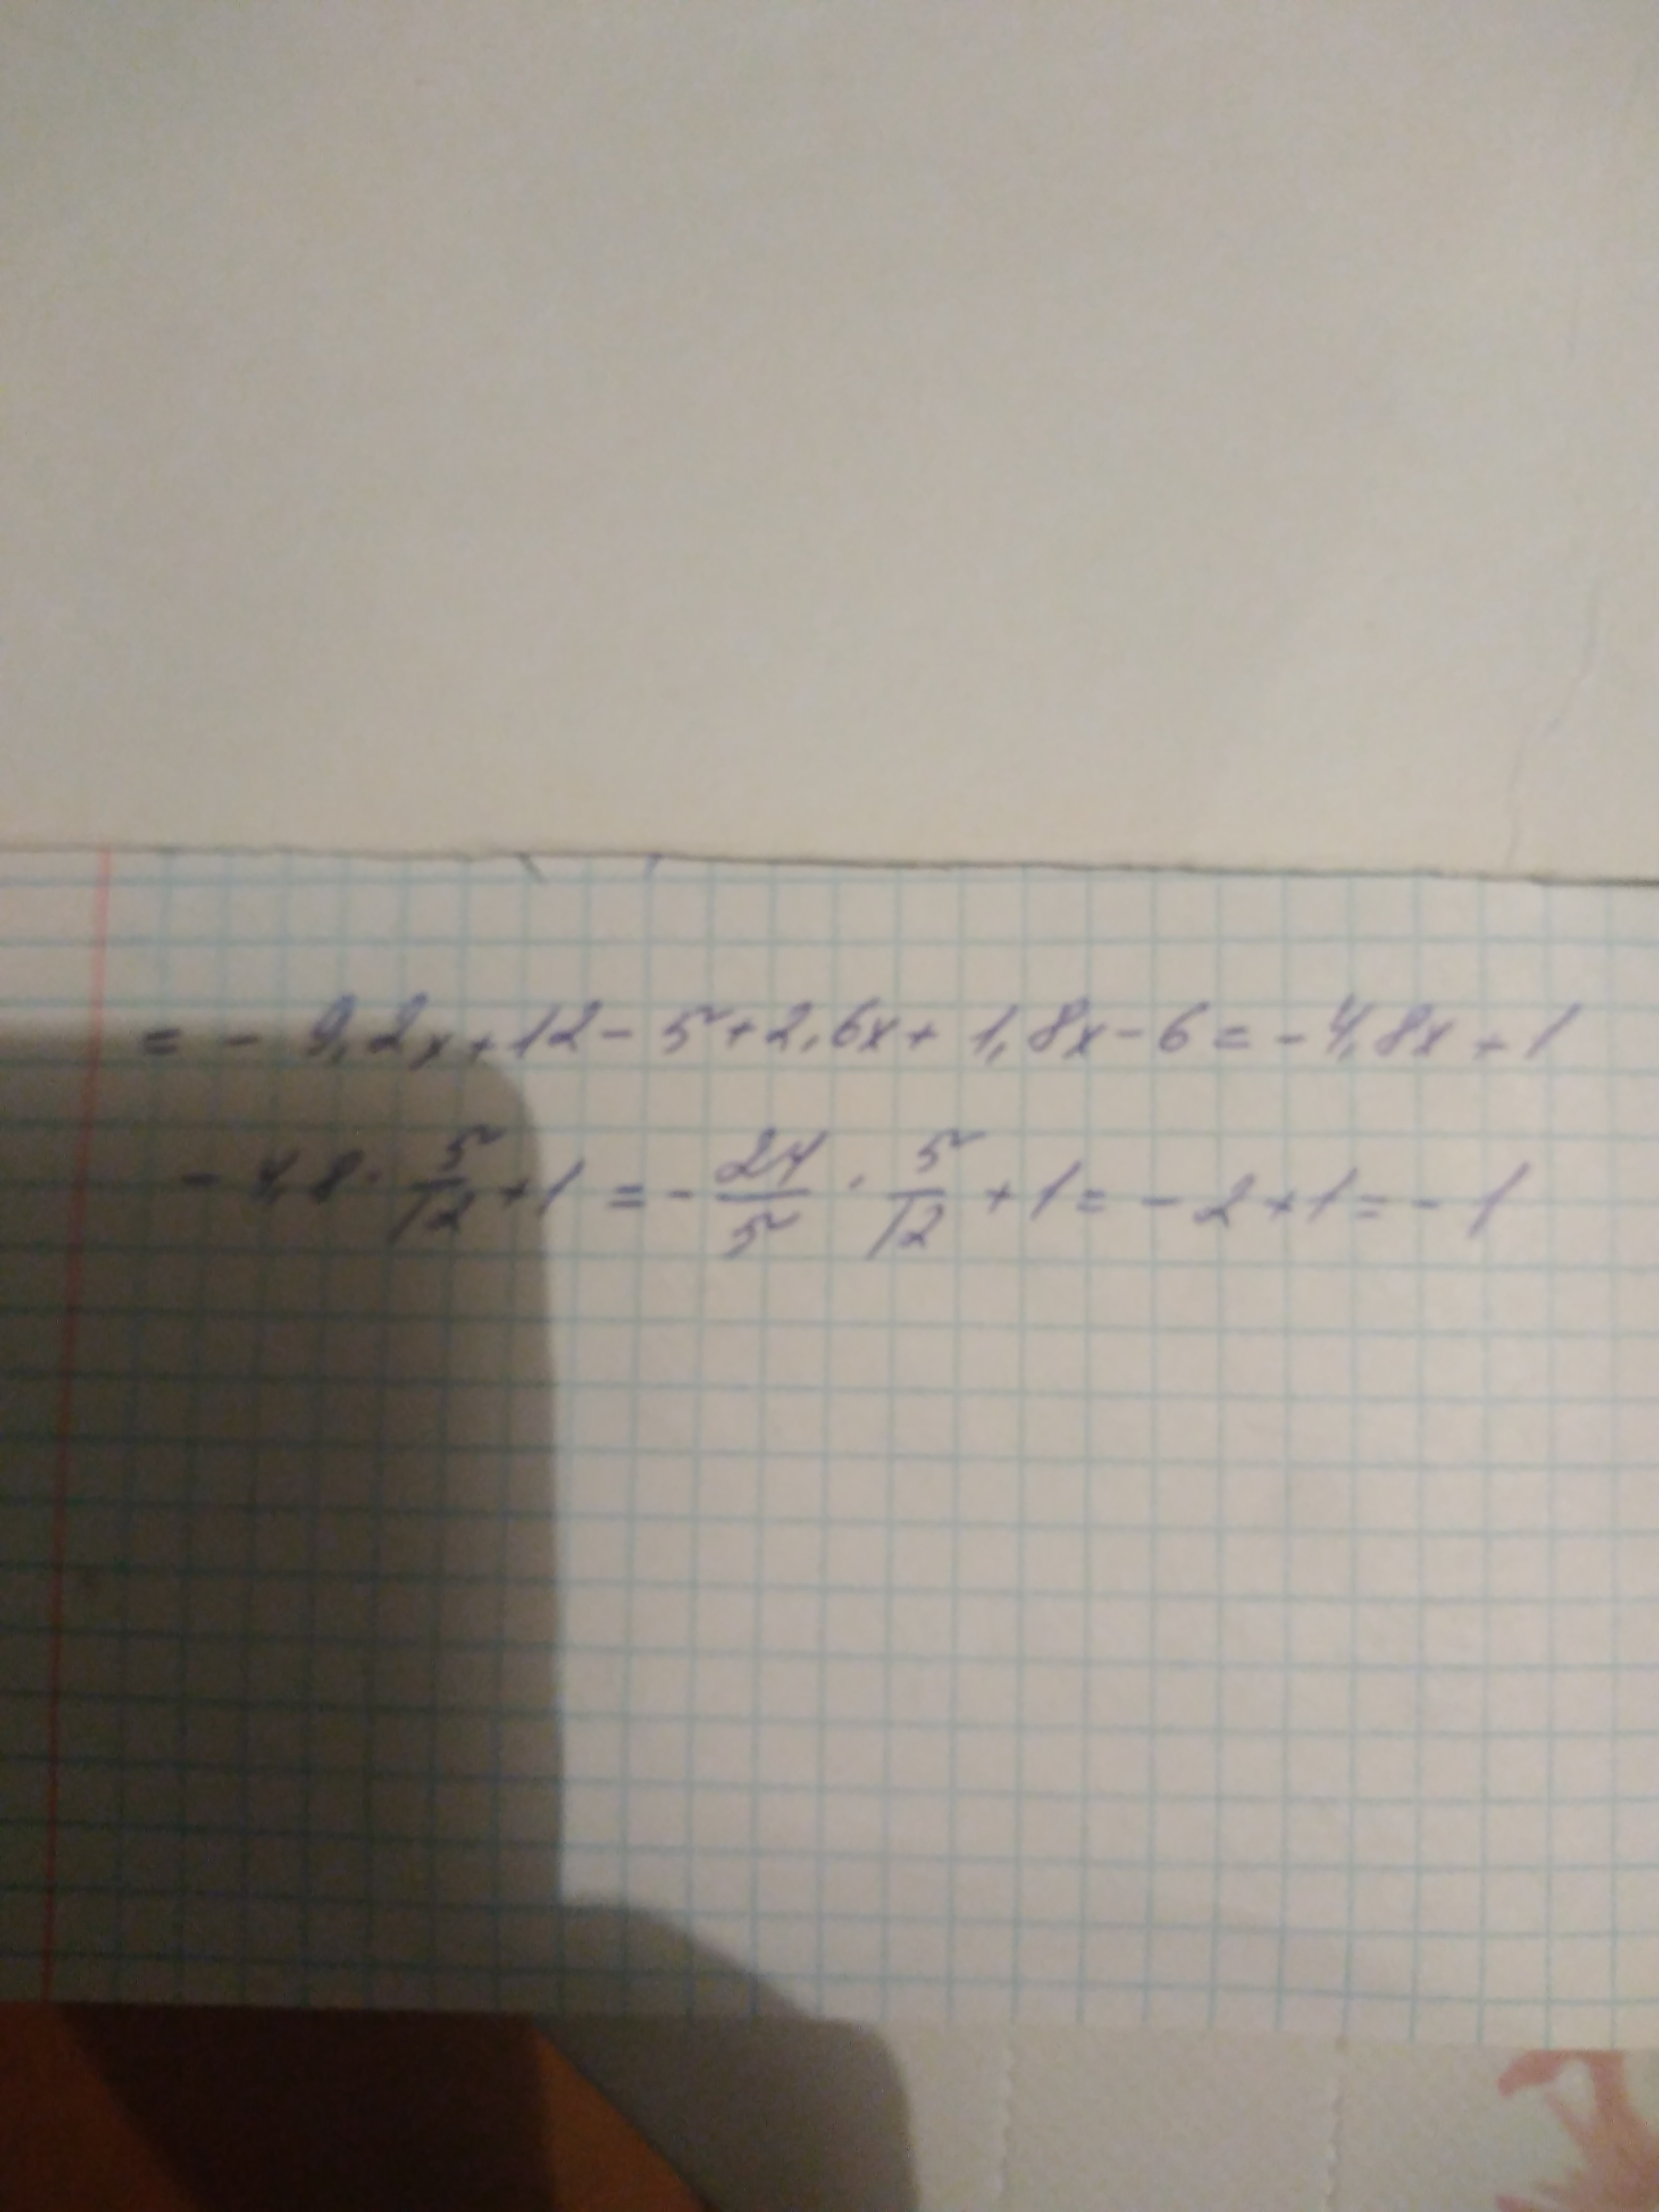 = - 9,2x + 12 - 5 + 2,6x + 1,8x - 6 = - 4,8x + 1
- 4,8 · 5/12 + 1 = - 24/5 · 5/12 + 1 = - 2 + 1 = - 1